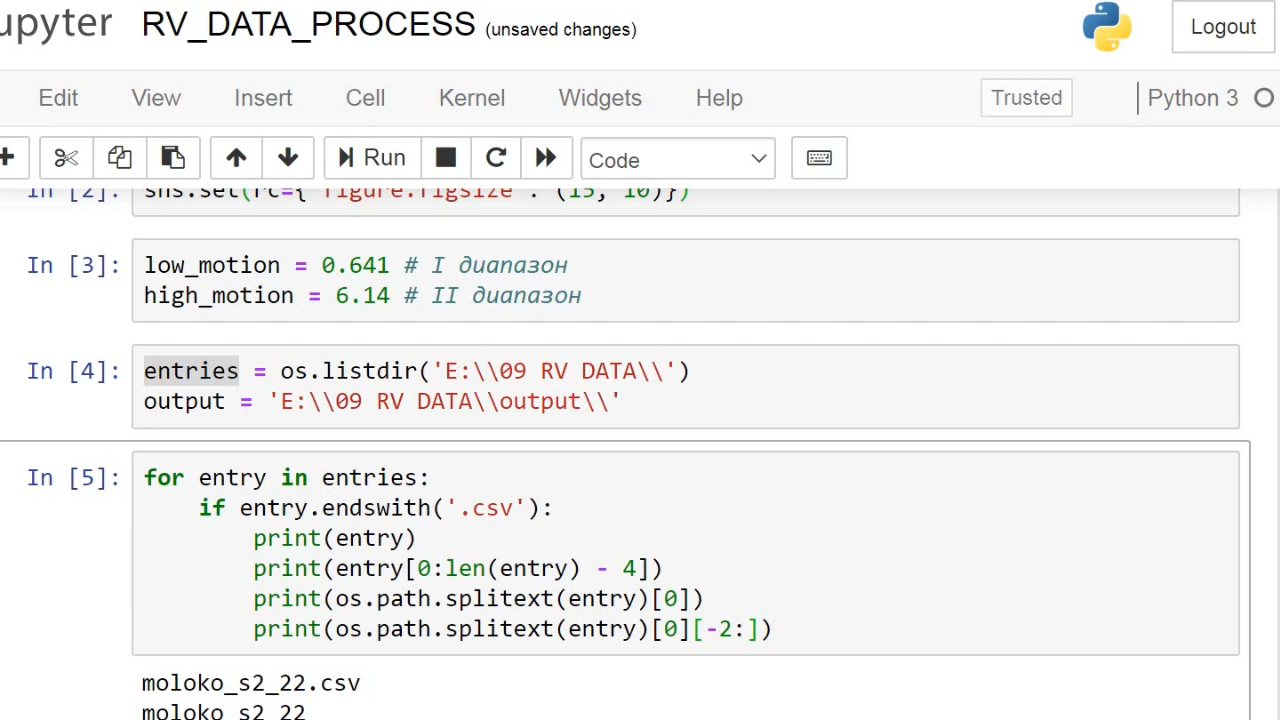 upyter RV_DATA_PROCESS (unsaved changes) Logout
Edit View Insert Cell Kernel Widgets Help Trusted Python 3
Run Code
In [2]: sns.set(rc={'figure.figsize' : (15, 10)})
In [3]: low_motion = 0.641 # I диапазон
high_motion = 6.14 # II диапазон
In [4]: entries = os.listdir('E:\\09 RV DATA\\')
output = 'E:\\09 RV DATA\\output\\'
In [5]: for entry in entries:
if entry.endswith('.csv'):
print(entry)
print(entry[0:len(entry) - 4])
print(os.path.splitext(entry)[0])
print(os.path.splitext(entry)[0][-2:])
moloko_s2_22.csv
moloko_s2_22